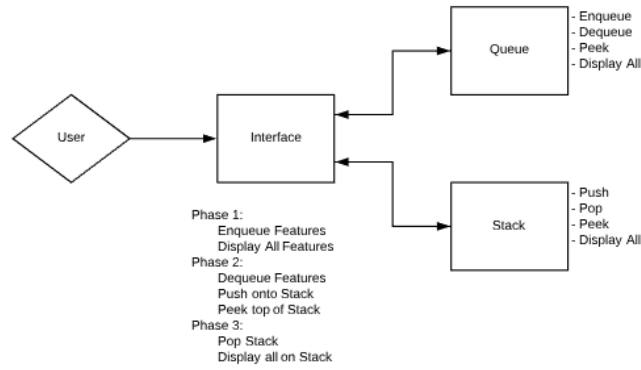 User
Interface
Queue
- Enqueue
- Dequeue
- Peek
- Display All
Stack
- Push
- Pop
- Peek
- Display All
Phase 1:
Enqueue Features
Display All Features
Phase 2:
Dequeue Features
Push onto Stack
Peek top of Stack
Phase 3:
Pop Stack
Display all on Stack